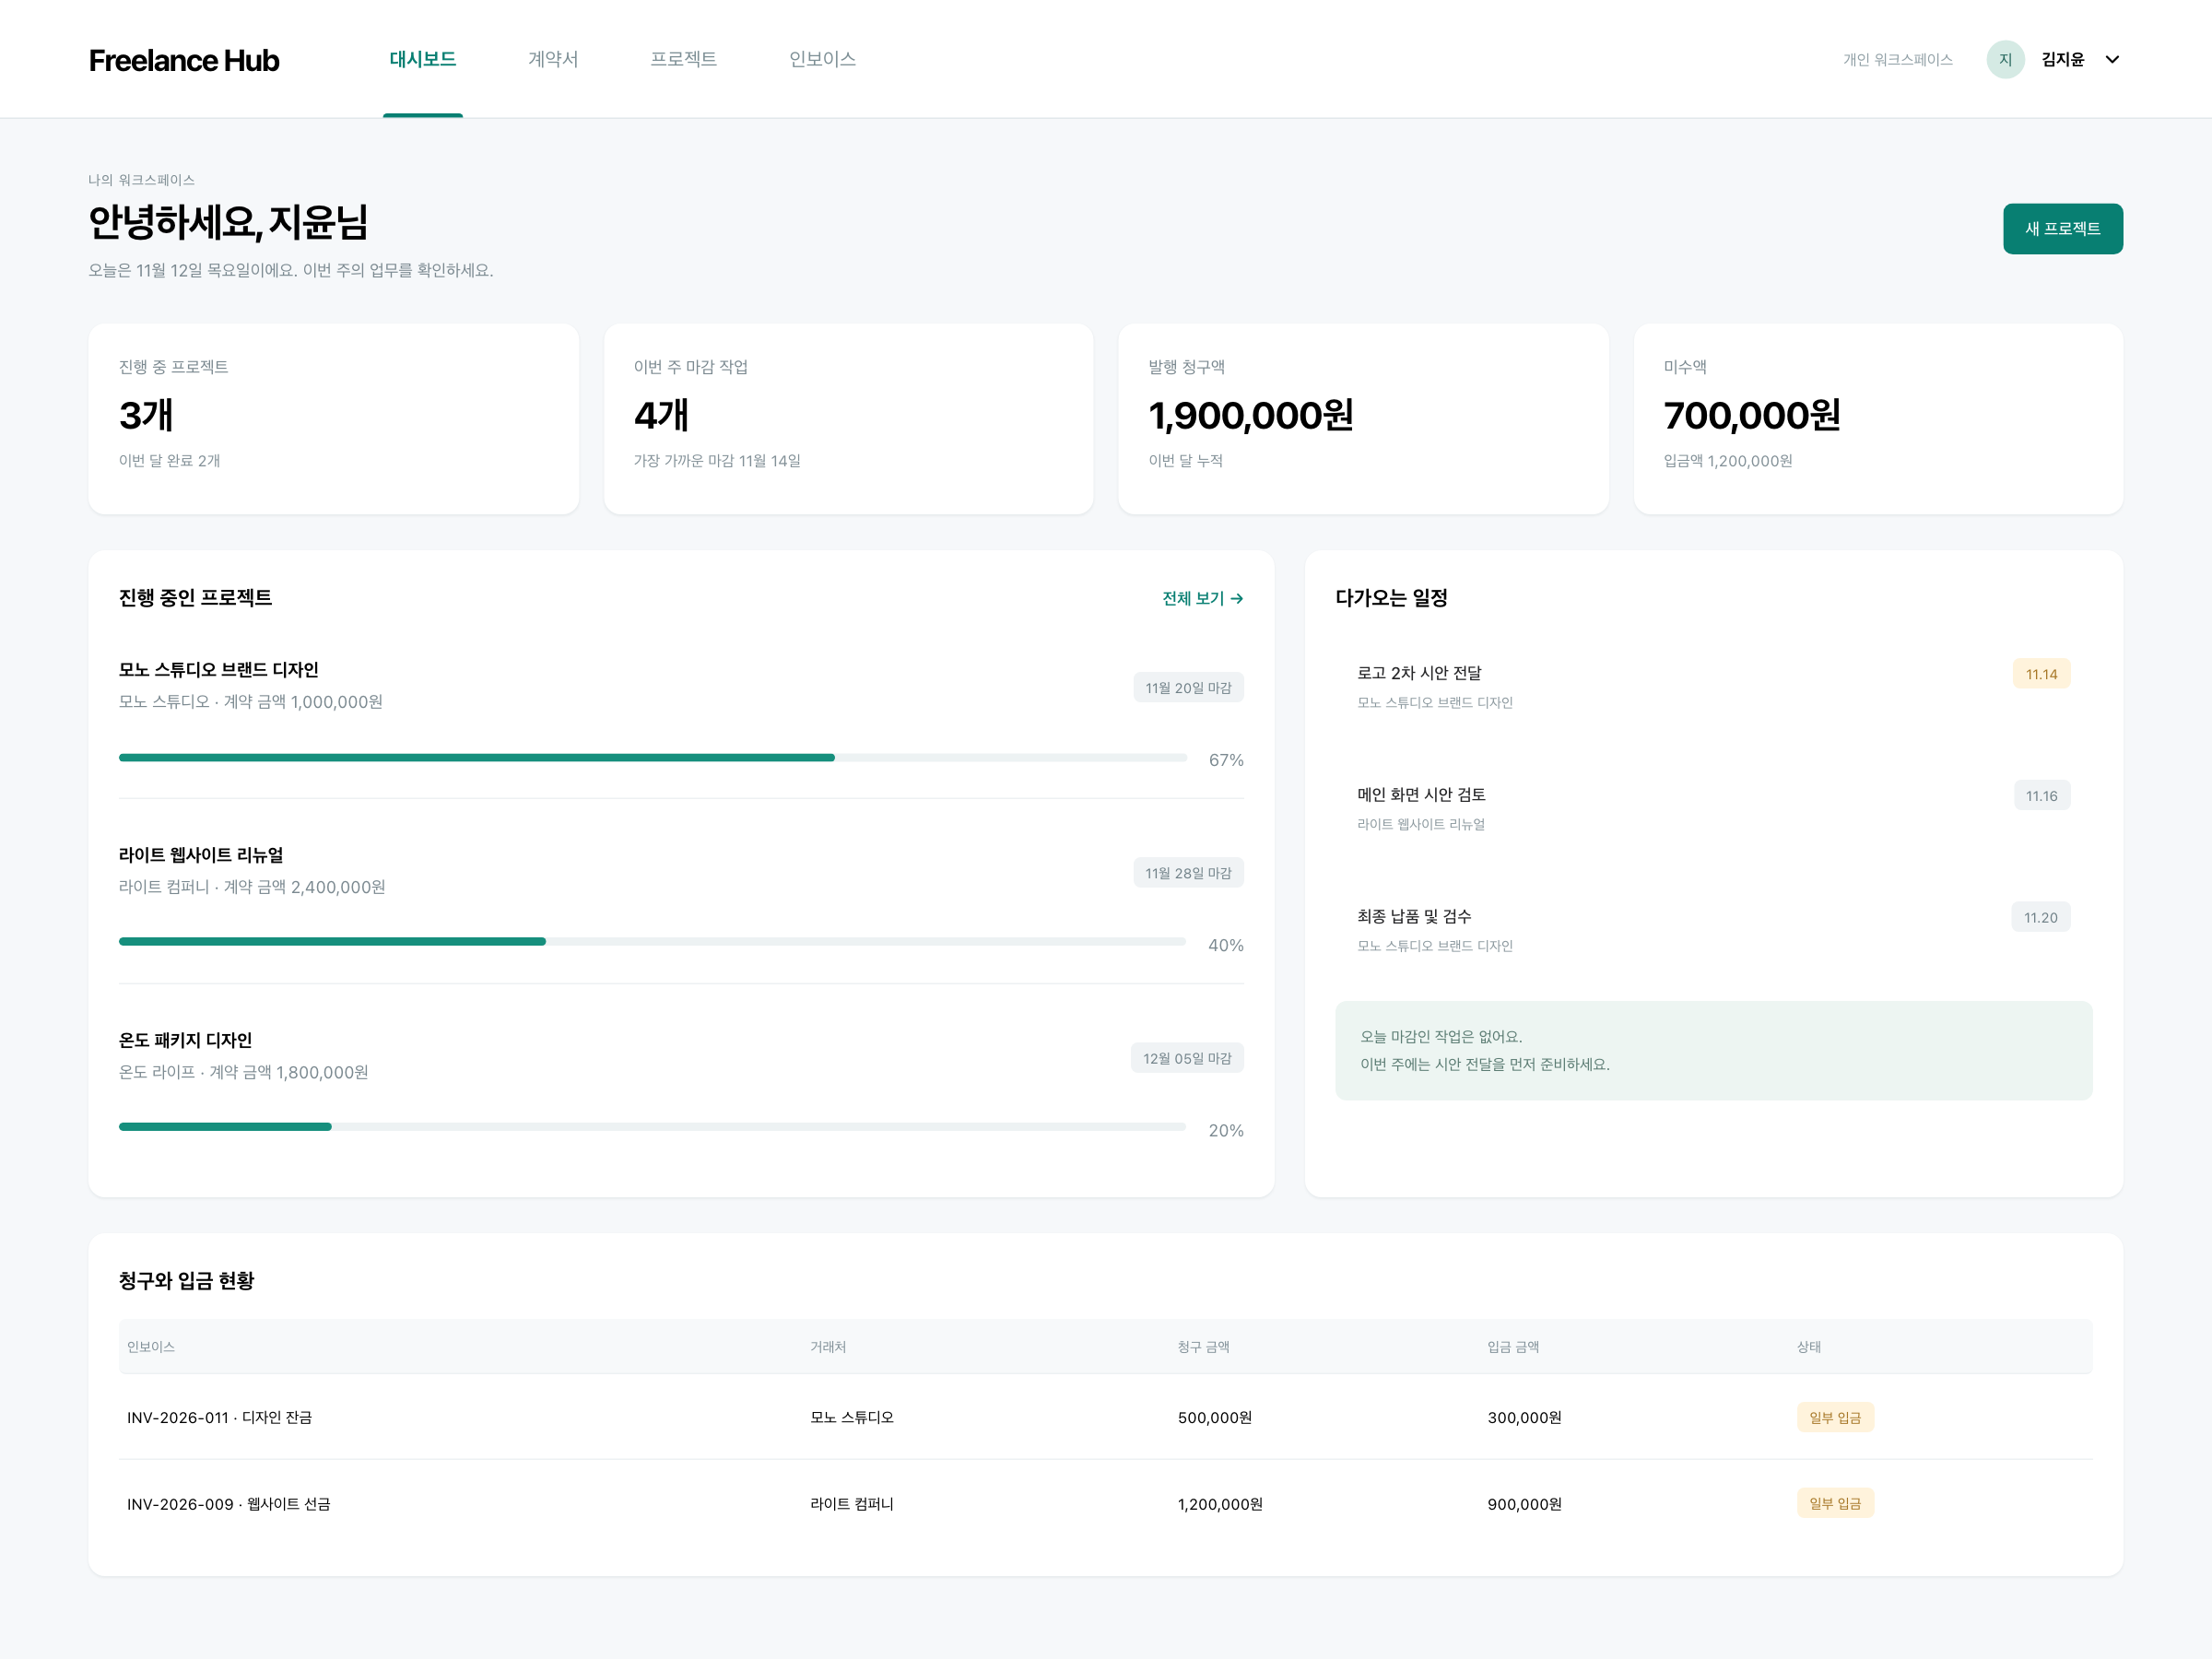 Freelance Hub 대시보드 계약서 프로젝트 인보이스 개인 워크스페이스 지 김지윤
나의 워크스페이스
안녕하세요, 지윤님
오늘은 11월 12일 목요일이에요. 이번 주의 업무를 확인하세요.
새 프로젝트
진행 중 프로젝트
3개
이번 달 완료 2개
이번 주 마감 작업
4개
가장 가까운 마감 11월 14일
발행 청구액
1,900,000원
이번 달 누적
미수액
700,000원
입금액 1,200,000원
진행 중인 프로젝트
전체 보기 →
모노 스튜디오 브랜드 디자인
모노 스튜디오 · 계약 금액 1,000,000원
11월 20일 마감
67%
라이트 웹사이트 리뉴얼
라이트 컴퍼니 · 계약 금액 2,400,000원
11월 28일 마감
40%
온도 패키지 디자인
온도 라이프 · 계약 금액 1,800,000원
12월 05일 마감
20%
다가오는 일정
로고 2차 시안 전달
11.14
모노 스튜디오 브랜드 디자인
메인 화면 시안 검토
11.16
라이트 웹사이트 리뉴얼
최종 납품 및 검수
11.20
모노 스튜디오 브랜드 디자인
오늘 마감인 작업은 없어요.
이번 주에는 시안 전달을 먼저 준비하세요.
청구와 입금 현황
인보이스 거래처 청구 금액 입금 금액 상태
INV-2026-011 · 디자인 잔금 모노 스튜디오 500,000원 300,000원 일부 입금
INV-2026-009 · 웹사이트 선금 라이트 컴퍼니 1,200,000원 900,000원 일부 입금